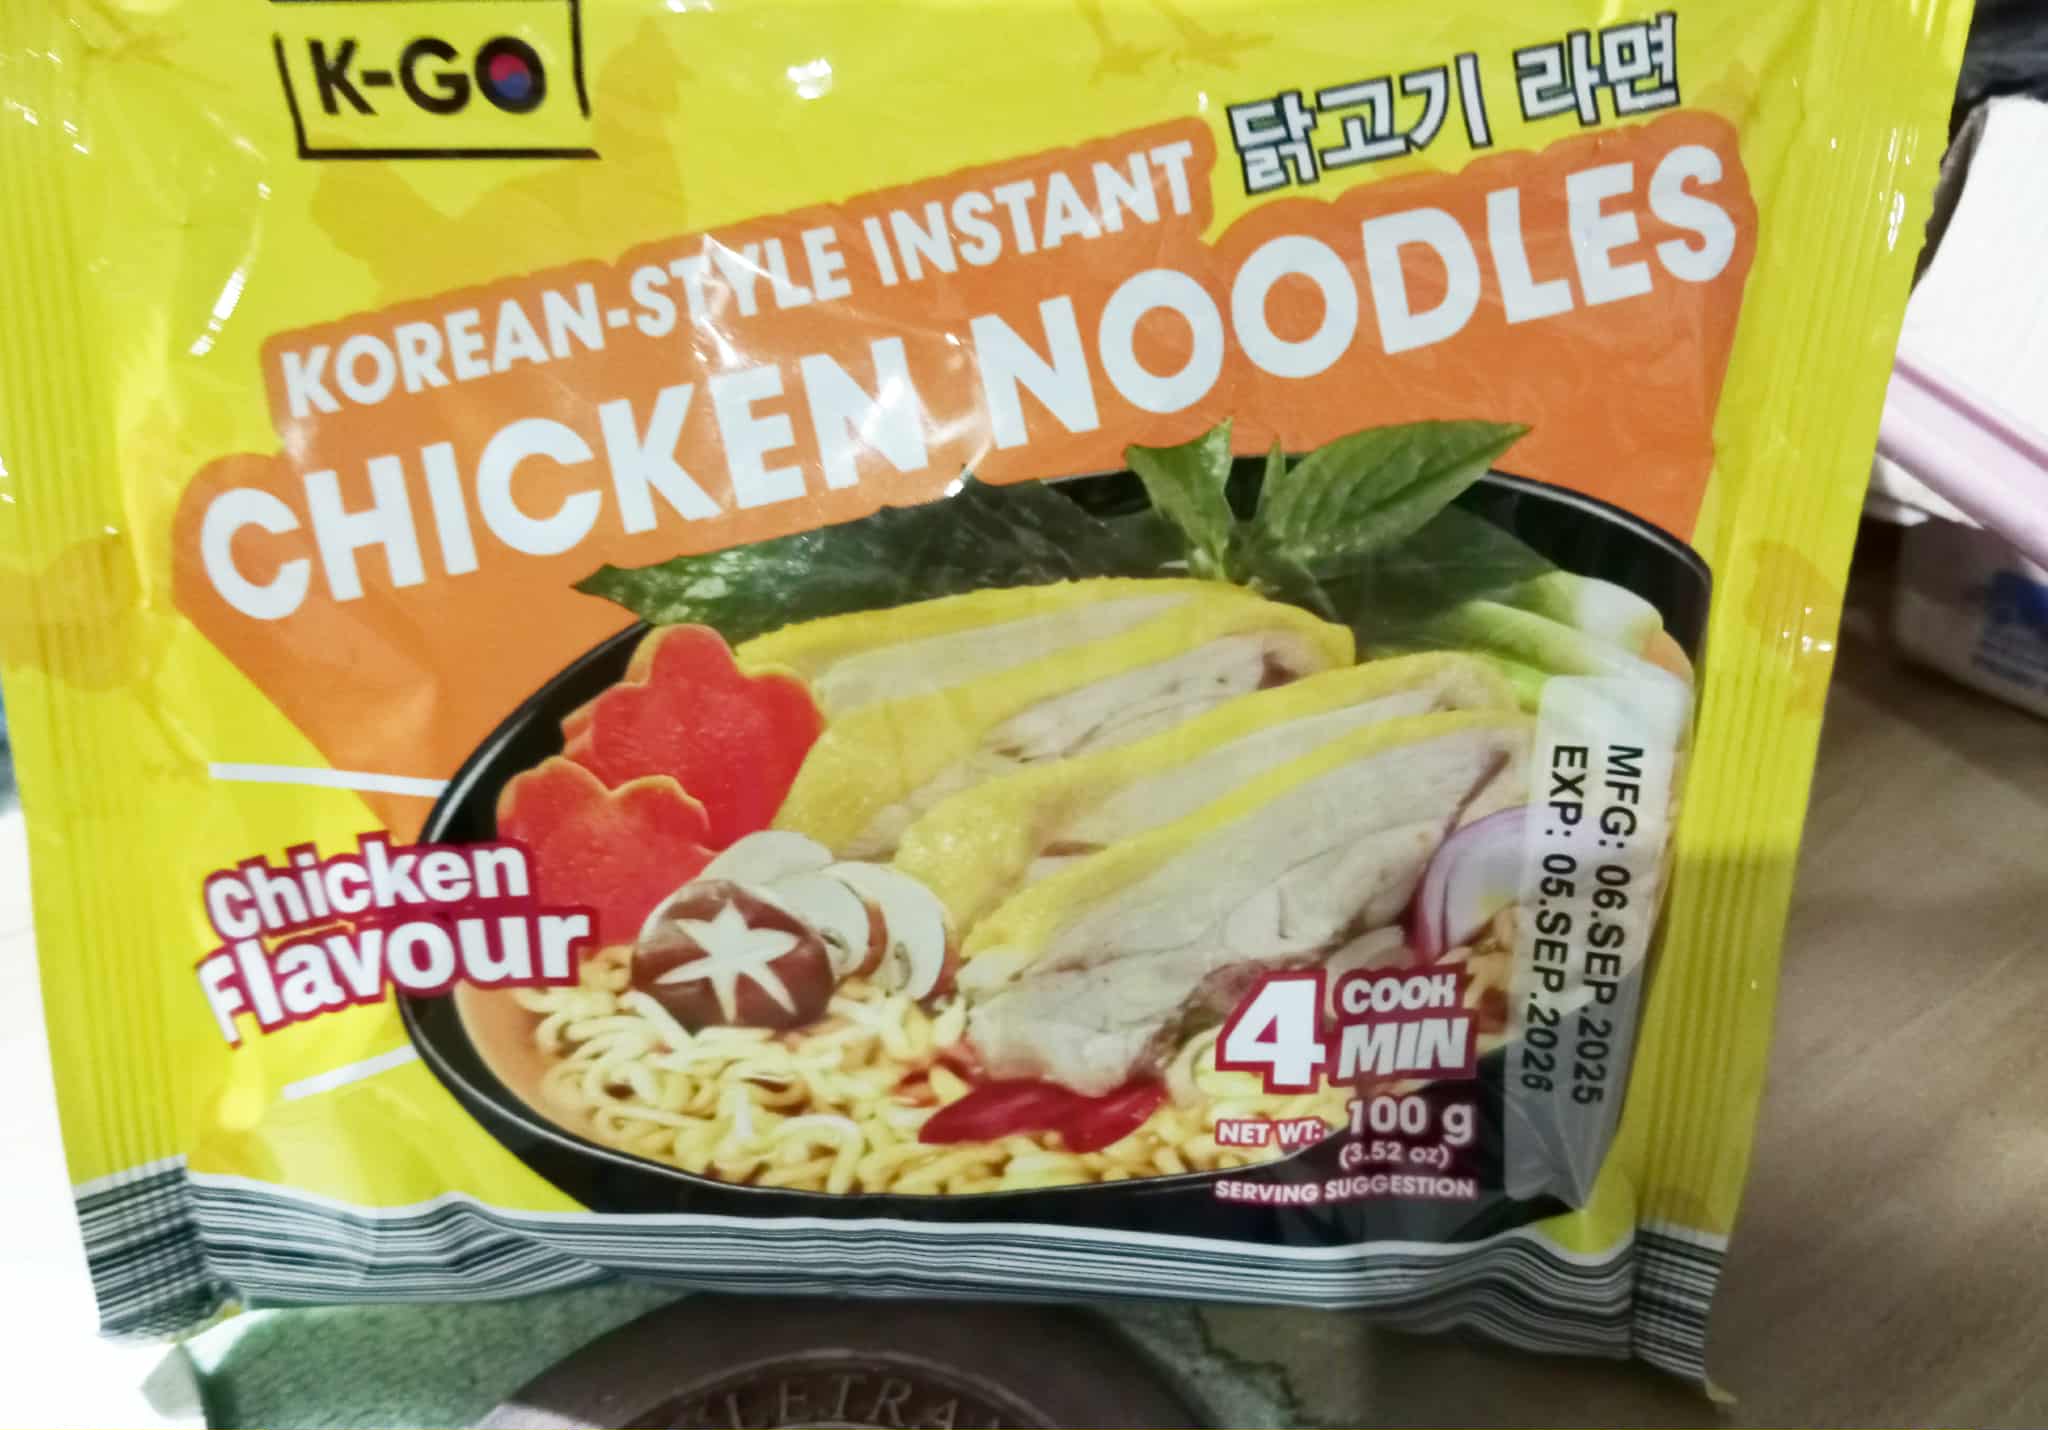 K-GO
닭고기 라면
KOREAN-STYLE INSTANT
CHICKEN NOODLES
Chicken
Flavour
4 COOK
MIN
NET WT: 100 g
(3.52 oz)
SERVING SUGGESTION
MFG: 06.SEP.2025
EXP: 05.SEP.2026